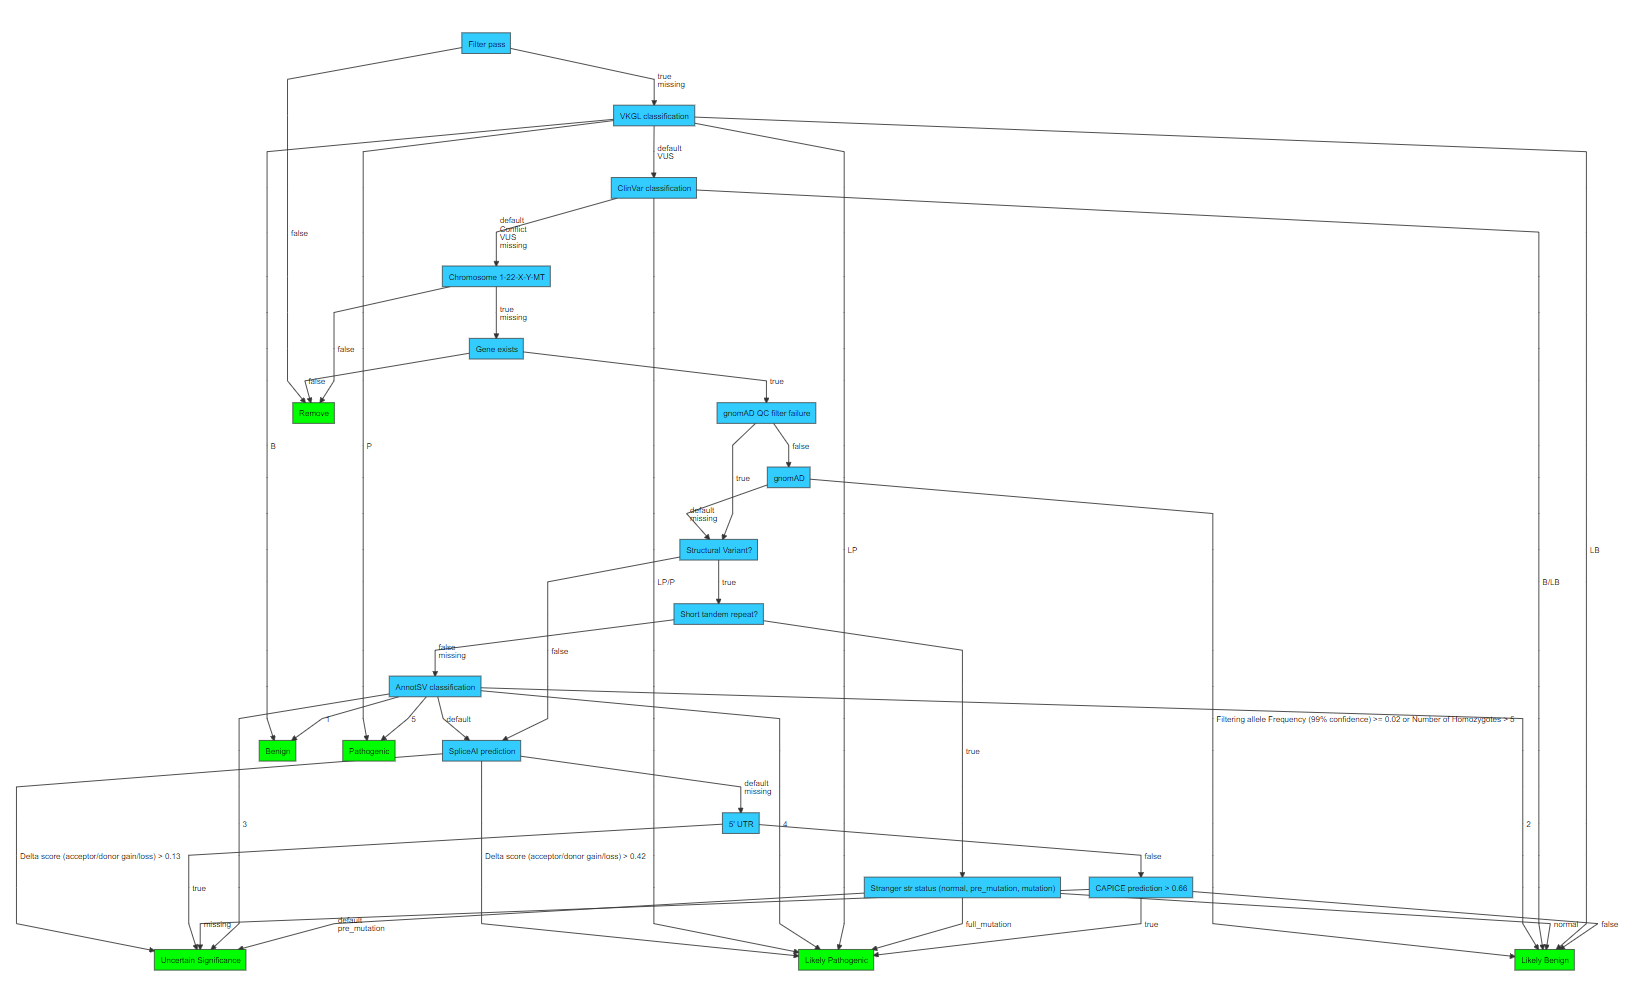 Filter pass
true
missing
VKGL classification
default
VUS
ClinVar classification
default
Conflict
VUS
missing
false
Chromosome 1-22-X-Y-MT
true
missing
false
Gene exists
false
true
Remove
gnomAD QC filter failure
B
P
false
gnomAD
true
default
missing
Structural Variant?
LP
LB
LP/P
true
B/LB
Short tandem repeat?
false
missing
false
AnnotSV classification
1
5
default
Filtering allele Frequency (99% confidence) >= 0.02 or Number of Homozygotes > 5
Benign
Pathogenic
SpliceAI prediction
true
default
missing
3
5' UTR
4
2
Delta score (acceptor/donor gain/loss) > 0.13
Delta score (acceptor/donor gain/loss) > 0.42
false
true
Stranger str status (normal, pre_mutation, mutation)
CAPICE prediction > 0.66
missing
default
pre_mutation
full_mutation
true
normal
false
Uncertain Significance
Likely Pathogenic
Likely Benign